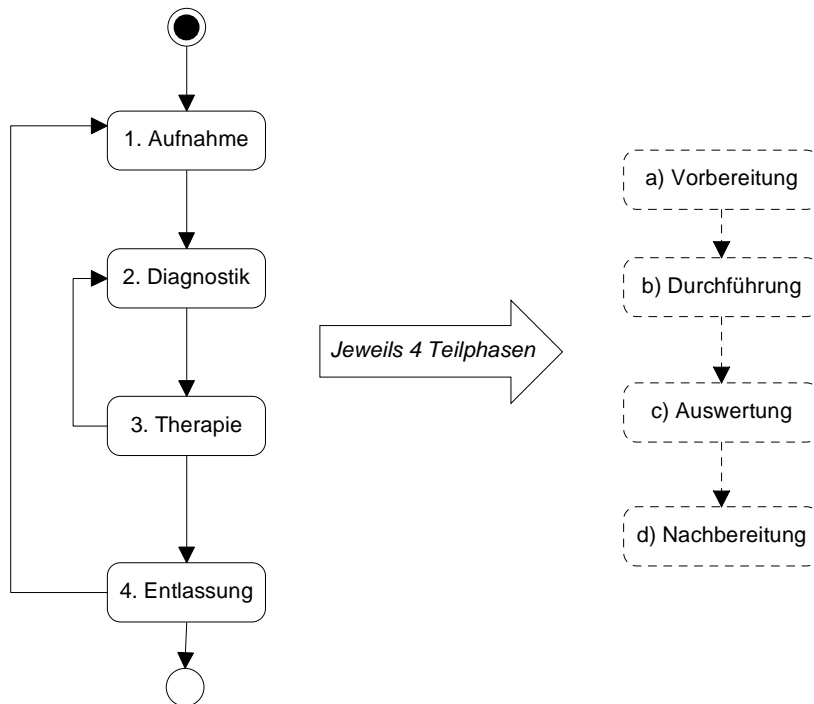 1. Aufnahme
2. Diagnostik
3. Therapie
4. Entlassung
Jeweils 4 Teilphasen
a) Vorbereitung
b) Durchführung
c) Auswertung
d) Nachbereitung